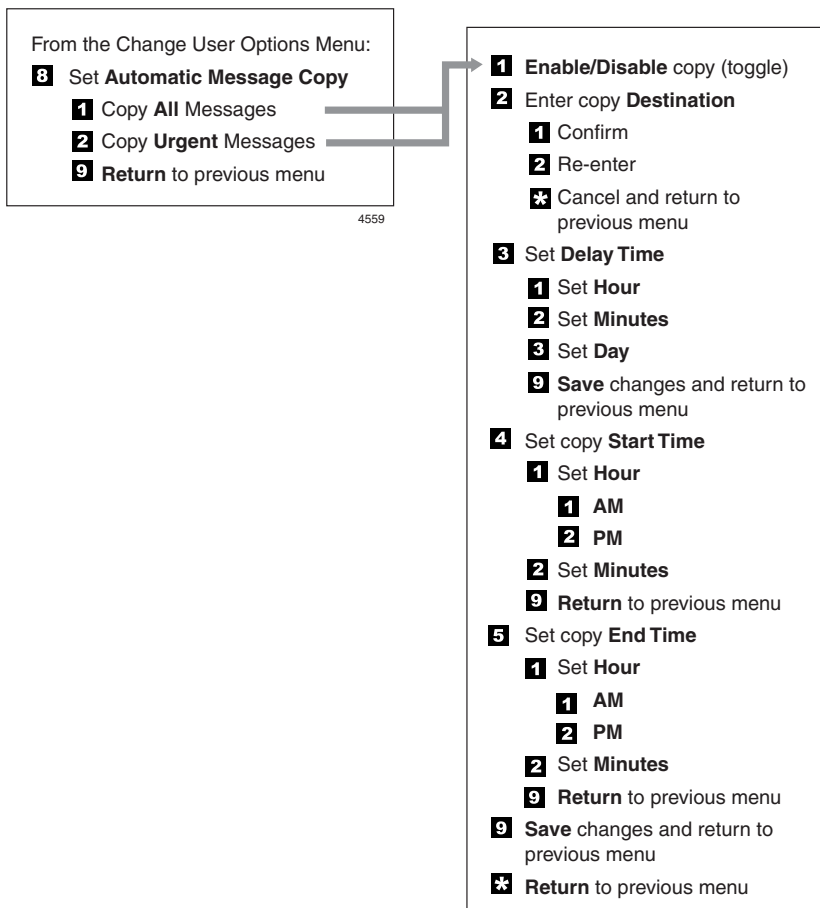 From the Change User Options Menu:
8 Set Automatic Message Copy
1 Copy All Messages
2 Copy Urgent Messages
9 Return to previous menu
4559
1 Enable/Disable copy (toggle)
2 Enter copy Destination
1 Confirm
2 Re-enter
* Cancel and return to
previous menu
3 Set Delay Time
1 Set Hour
2 Set Minutes
3 Set Day
9 Save changes and return to
previous menu
4 Set copy Start Time
1 Set Hour
1 AM
2 PM
2 Set Minutes
9 Return to previous menu
5 Set copy End Time
1 Set Hour
1 AM
2 PM
2 Set Minutes
9 Return to previous menu
9 Save changes and return to
previous menu
* Return to previous menu